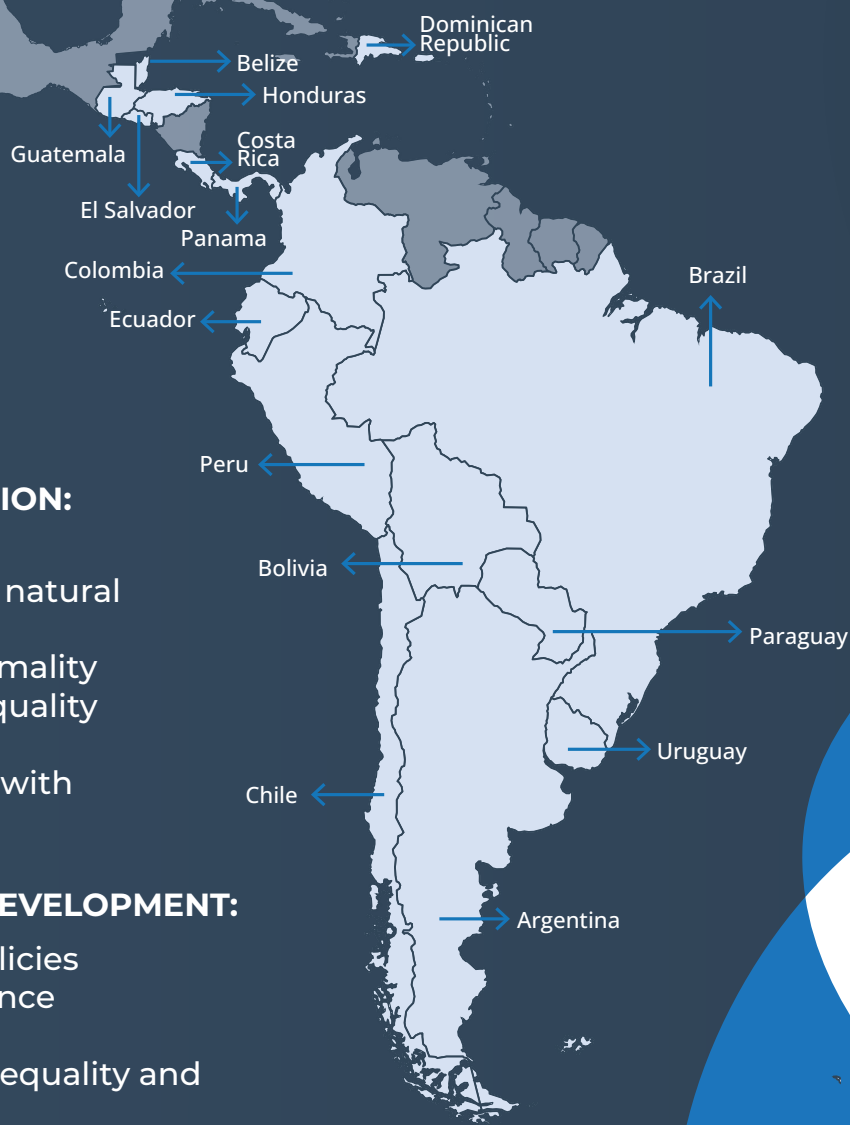 Dominican
Republic
Belize
Honduras
Guatemala
Costa
Rica
El Salvador
Panama
Colombia
Brazil
Ecuador
Peru
ION:
Bolivia
natural
Paraguay
mality
quality
Uruguay
with
Chile
EVELOPMENT:
Argentina
licies
nce
equality and